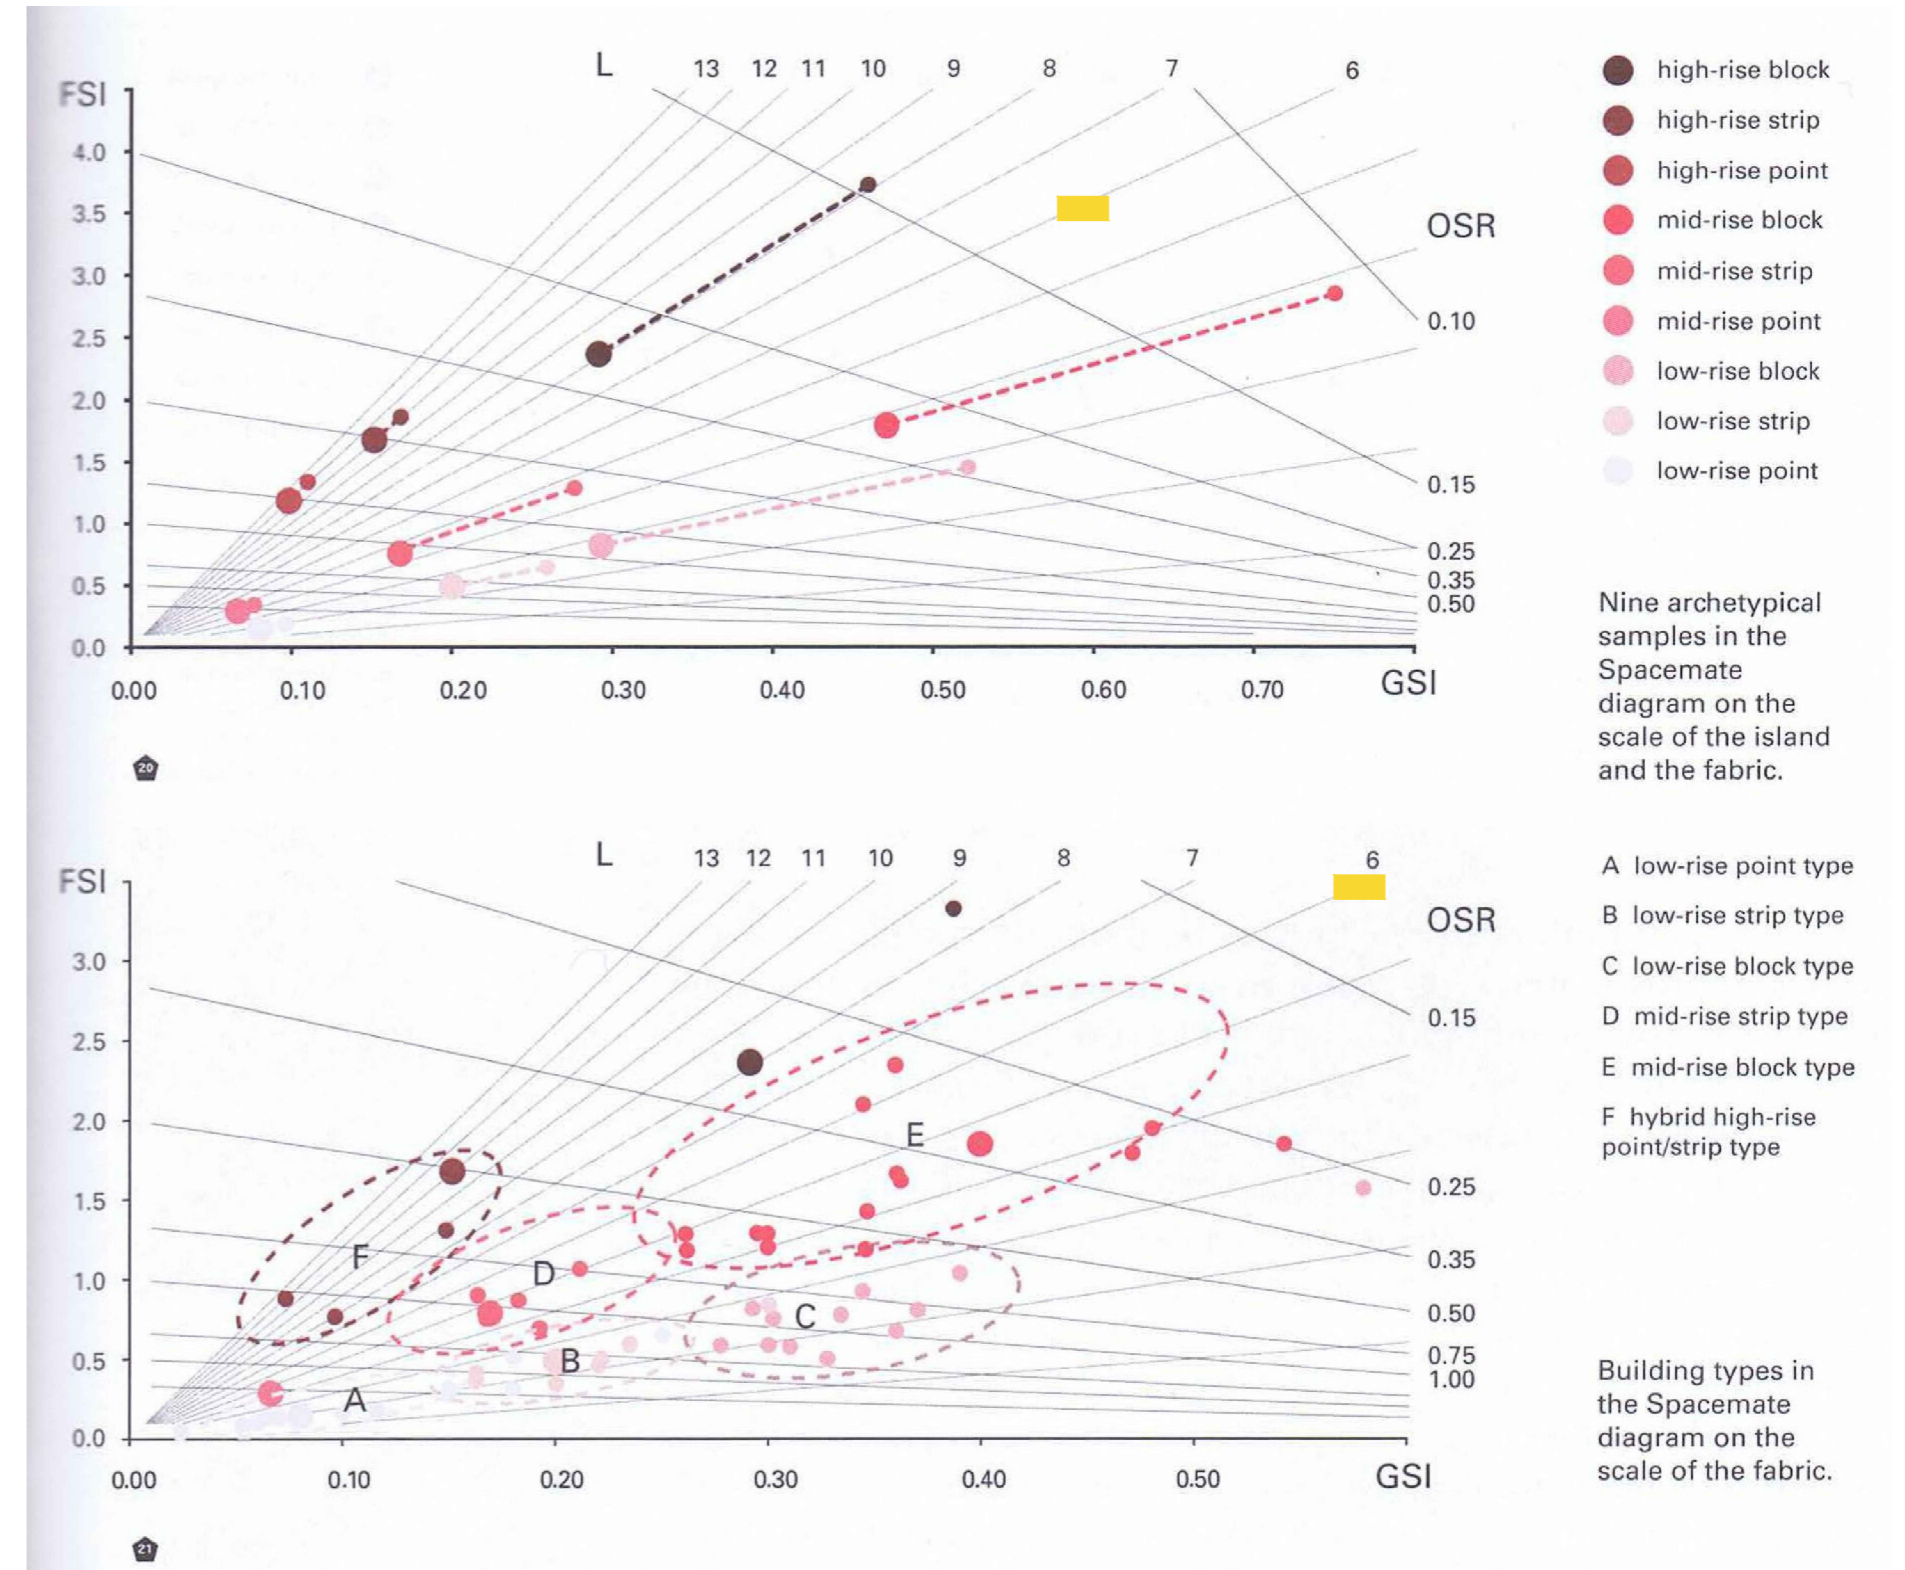 L 13 12 11 10 9 8 7 6
FSI
4.0
3.5
3.0
2.5
2.0
1.5
1.0
0.5
0.0
OSR
0.10
0.15
0.25
0.35
0.50
0.00 0.10 0.20 0.30 0.40 0.50 0.60 0.70 GSI
20
high-rise block
high-rise strip
high-rise point
mid-rise block
mid-rise strip
mid-rise point
low-rise block
low-rise strip
low-rise point
Nine archetypical
samples in the
Spacemate
diagram on the
scale of the island
and the fabric.
L 13 12 11 10 9 8 7 6
FSI
3.0
2.5
2.0
1.5
1.0
0.5
0.0
E
F
D
C
B
A
OSR
0.15
0.25
0.35
0.50
0.75
1.00
0.00 0.10 0.20 0.30 0.40 0.50 GSI
21
A low-rise point type
B low-rise strip type
C low-rise block type
D mid-rise strip type
E mid-rise block type
F hybrid high-rise
point/strip type
Building types in
the Spacemate
diagram on the
scale of the fabric.